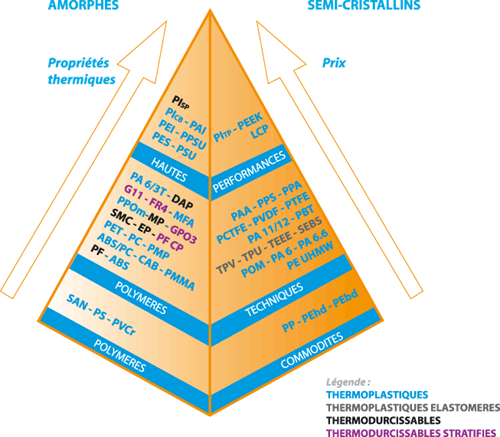 AMORPHES
SEMI-CRISTALLINS
Propriétés
thermiques
Prix
PIsp
PIcb - PAI
PEI - PPSU
PES - PSU
PItp - PEEK
LCP
HAUTES
PERFORMANCES
PA 6/3T - DAP
G11 - FR4 - MFA
PPOm-MP - GPO3
SMC - EP - PF CP
PET - PC - PMP
ABS/PC - CAB - PMMA
PF - ABS
PAA - PPS - PPA
PCTFE - PVDF - PTFE
PA 11/12 - PBT
TPV - TPU - TEEE - SEBS
POM - PA 6 - PA 6.6
PE UHMW
POLYMERES
TECHNIQUES
SAN - PS - PVCr
PP - PEhd - PEbd
POLYMERES
COMMODITES
Légende :
THERMOPLASTIQUES
THERMOPLASTIQUES ELASTOMERES
THERMODURCISSABLES
THERMODURCISSABLES STRATIFIES